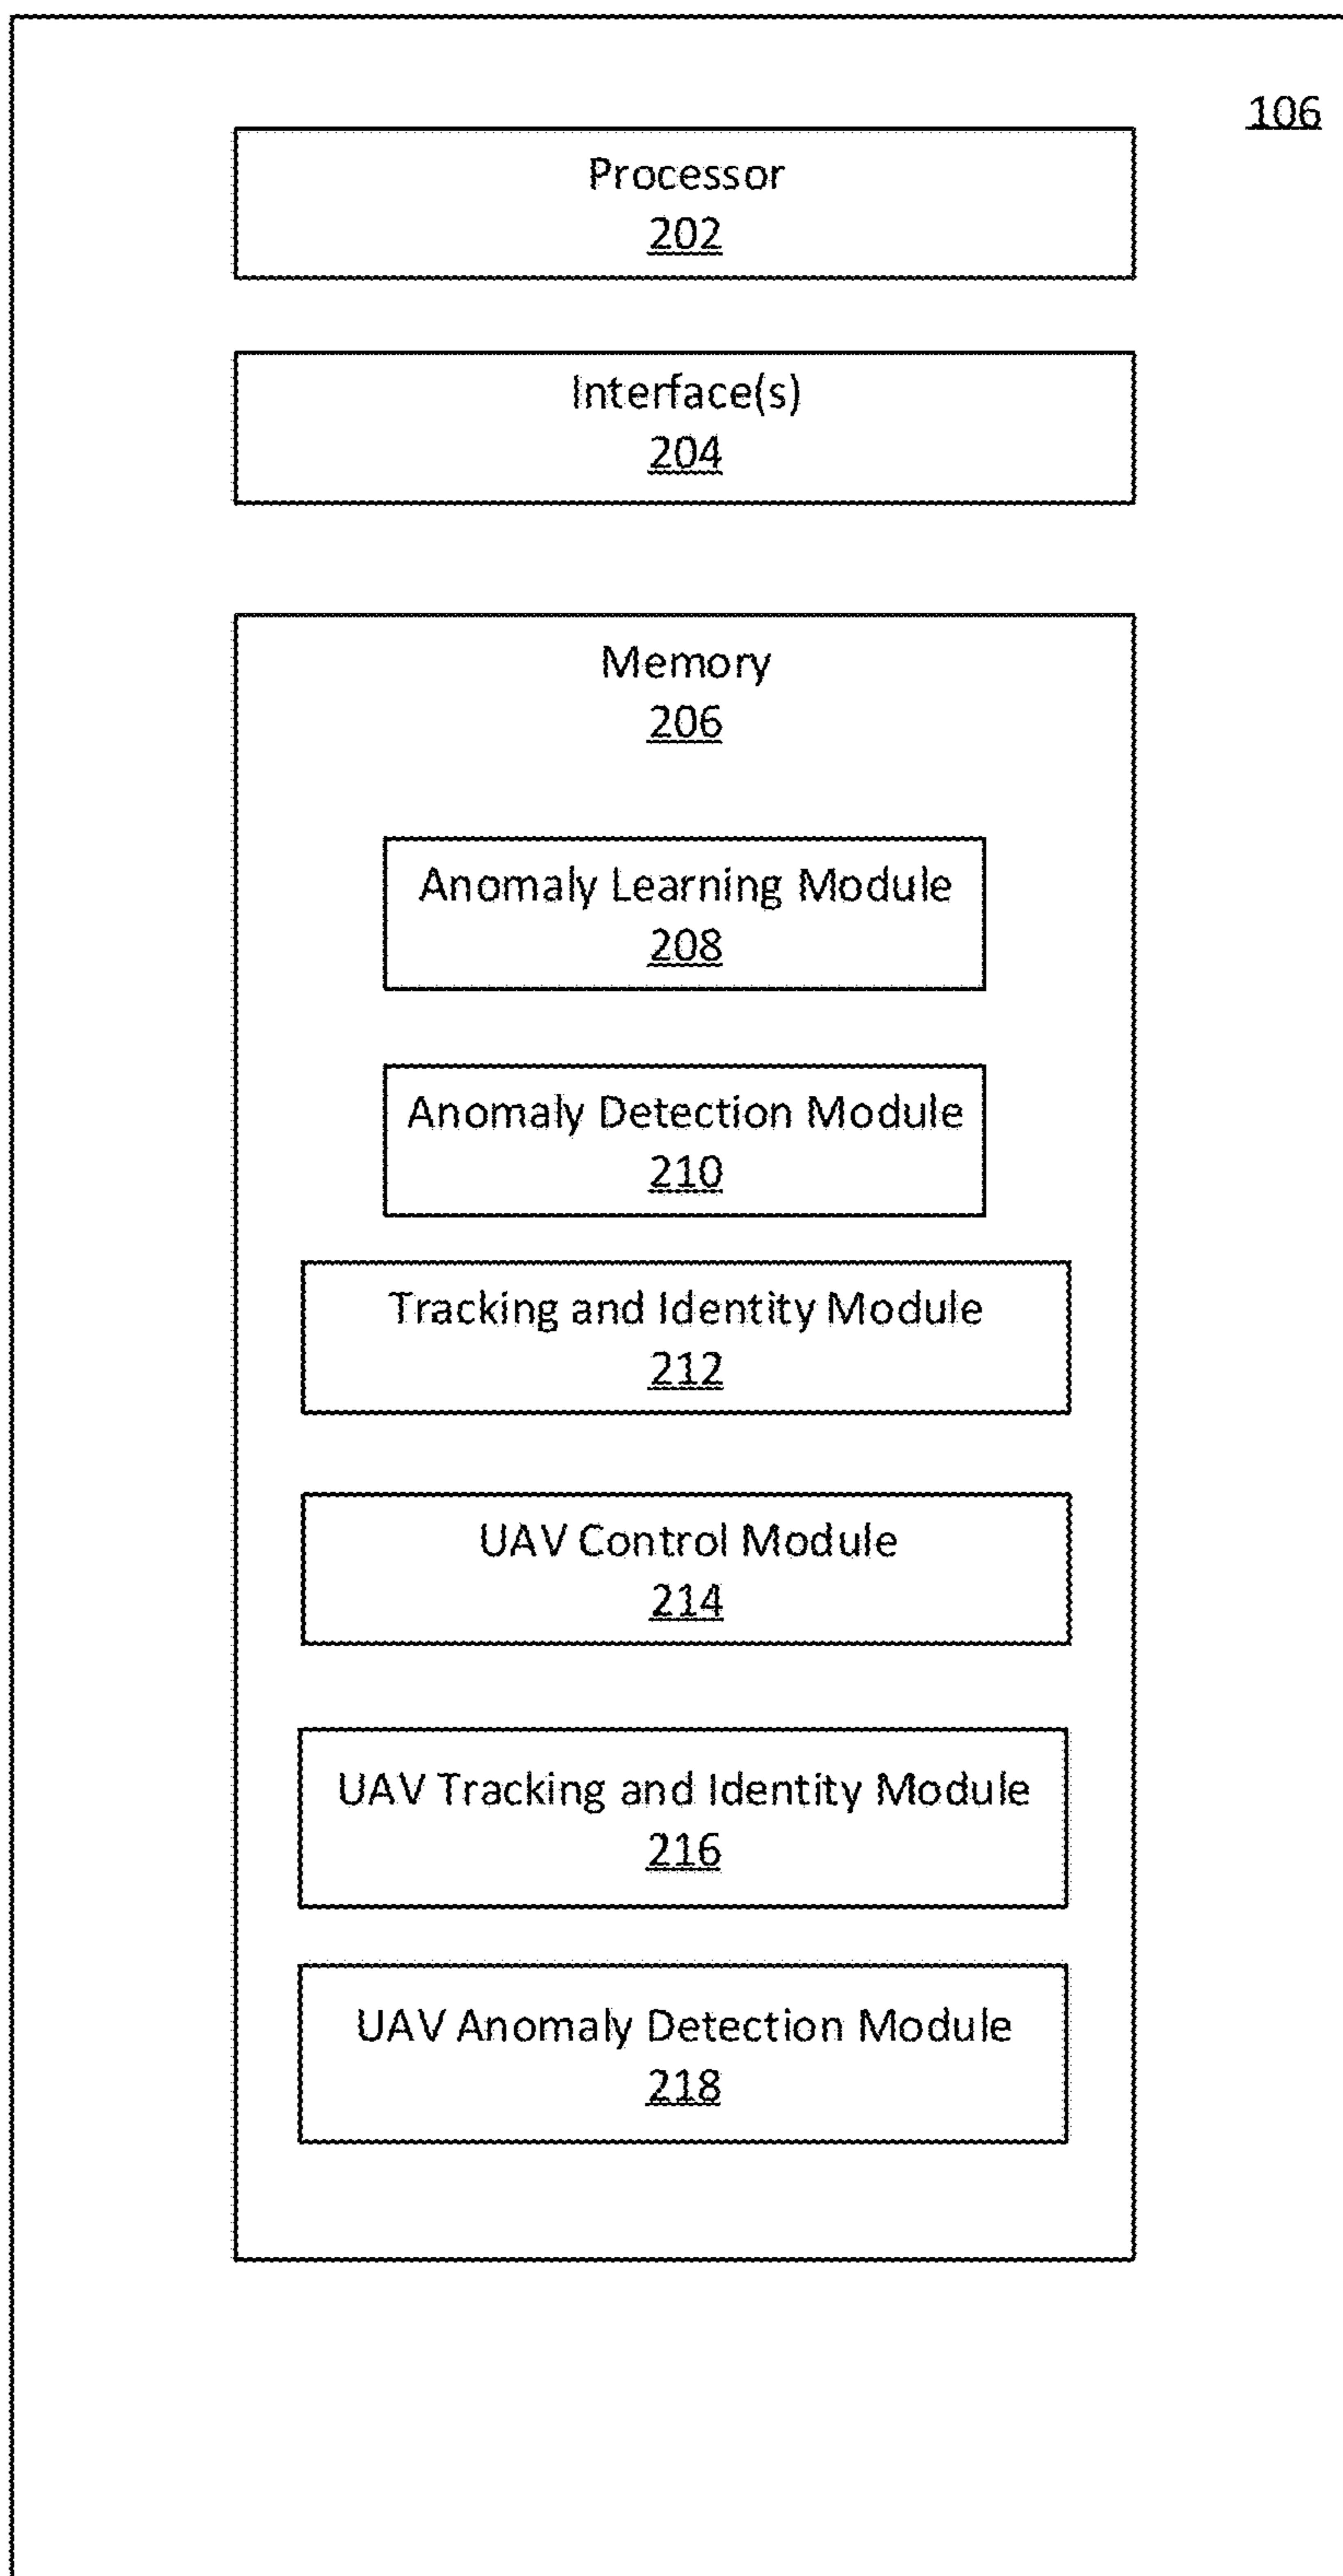 106
Processor
202
Interface(s)
204
Memory
206
Anomaly Learning Module
208
Anomaly Detection Module
210
Tracking and Identity Module
212
UAV Control Module
214
UAV Tracking and Identity Module
216
UAV Anomaly Detection Module
218